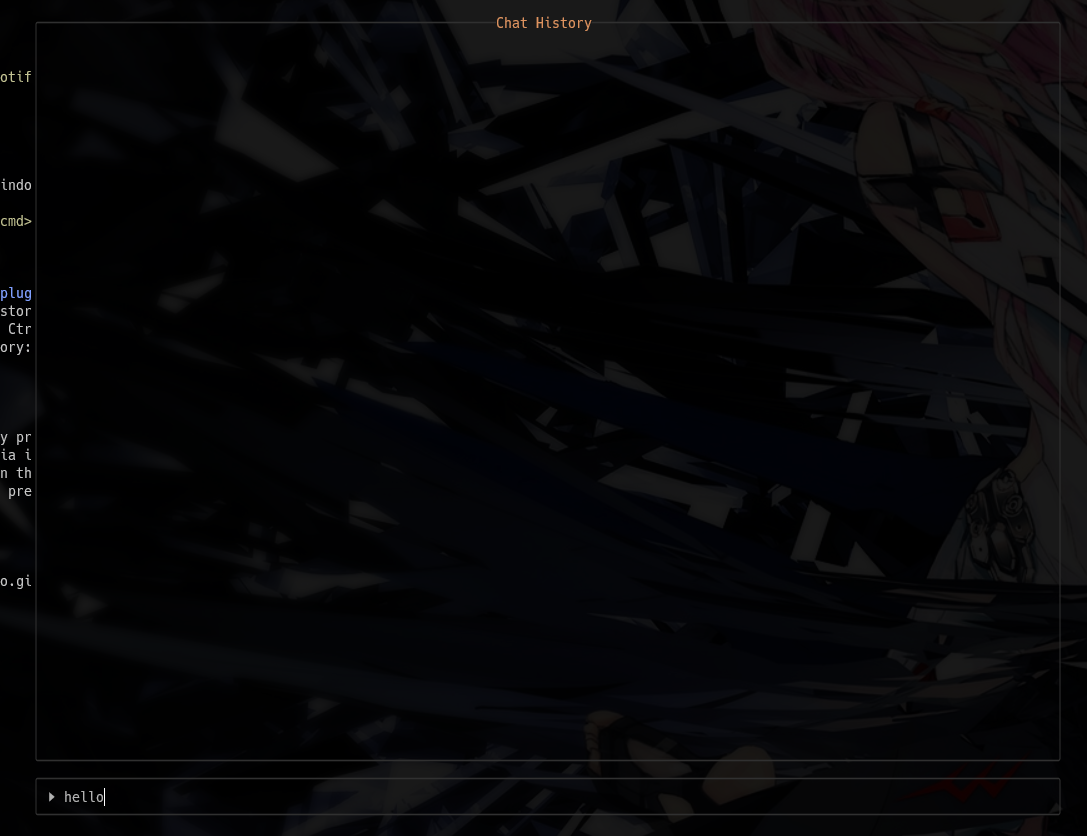 Chat History
otif
indo
cmd>
plug
stor
Ctr
ory:
y pr
ia i
n th
pre
o.gi
hello